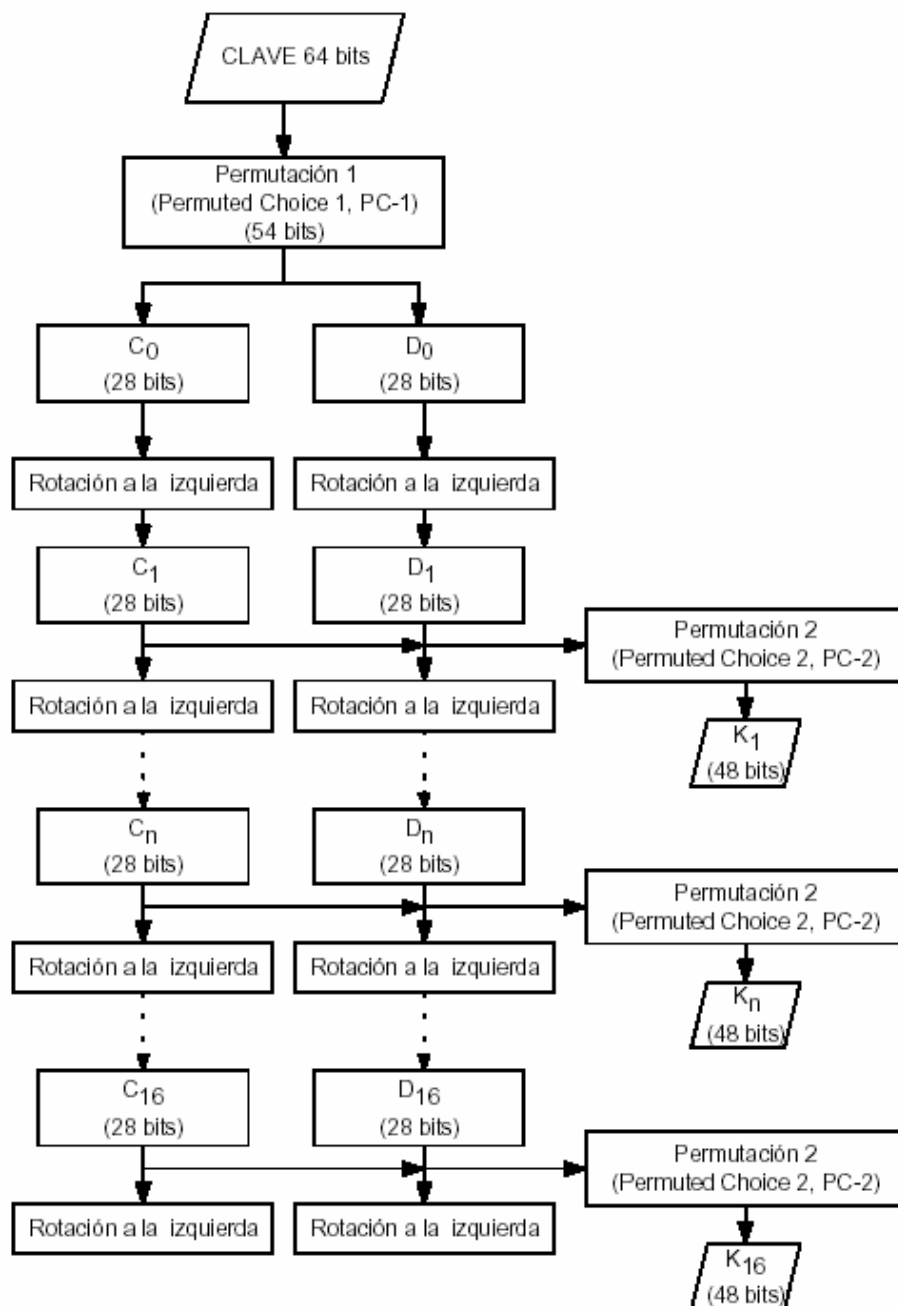 CLAVE 64 bits
Permutación 1
(Permuted Choice 1, PC-1)
(54 bits)
C0
(28 bits)
D0
(28 bits)
Rotación a la izquierda
Rotación a la izquierda
C1
(28 bits)
D1
(28 bits)
Permutación 2
(Permuted Choice 2, PC-2)
Rotación a la izquierda
Rotación a la izquierda
K1
(48 bits)
Cn
(28 bits)
Dn
(28 bits)
Permutación 2
(Permuted Choice 2, PC-2)
Rotación a la izquierda
Rotación a la izquierda
Kn
(48 bits)
C16
(28 bits)
D16
(28 bits)
Permutación 2
(Permuted Choice 2, PC-2)
Rotación a la izquierda
Rotación a la izquierda
K16
(48 bits)